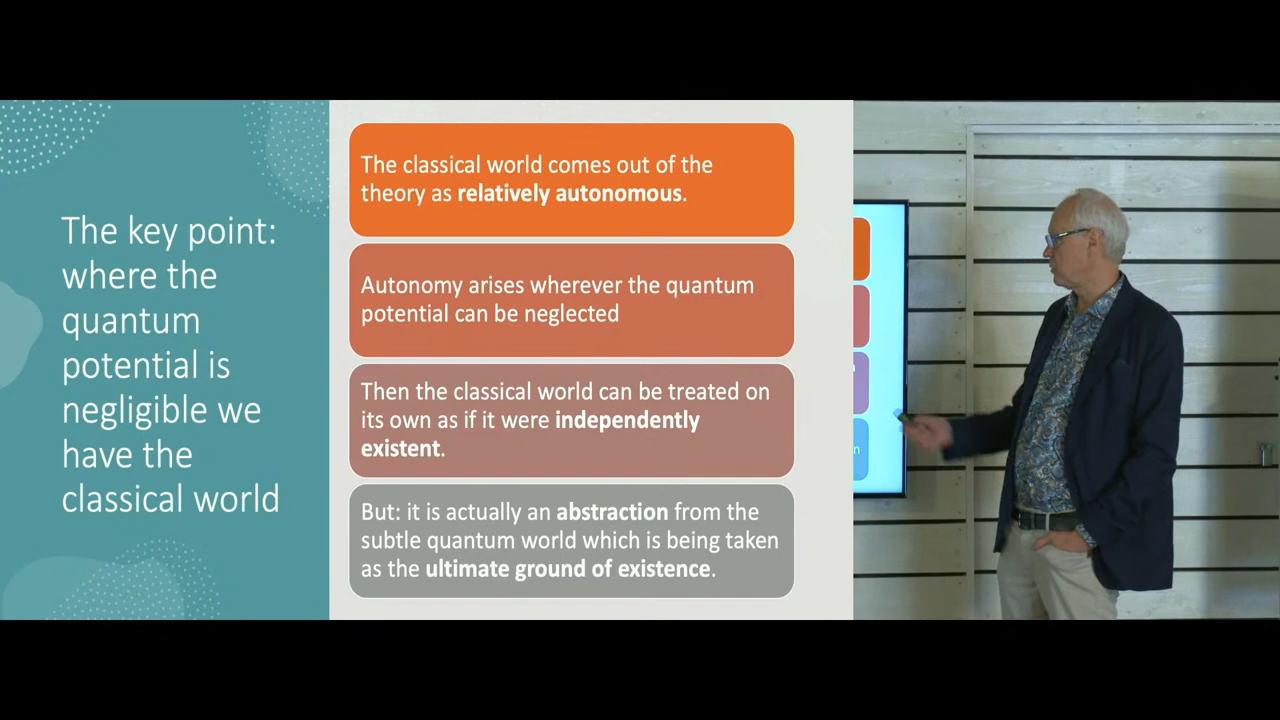 The key point:
where the
quantum
potential is
negligible we
have the
classical world
The classical world comes out of the
theory as relatively autonomous.
Autonomy arises wherever the quantum
potential can be neglected
Then the classical world can be treated on
its own as if it were independently
existent.
But: it is actually an abstraction from the
subtle quantum world which is being taken
as the ultimate ground of existence.